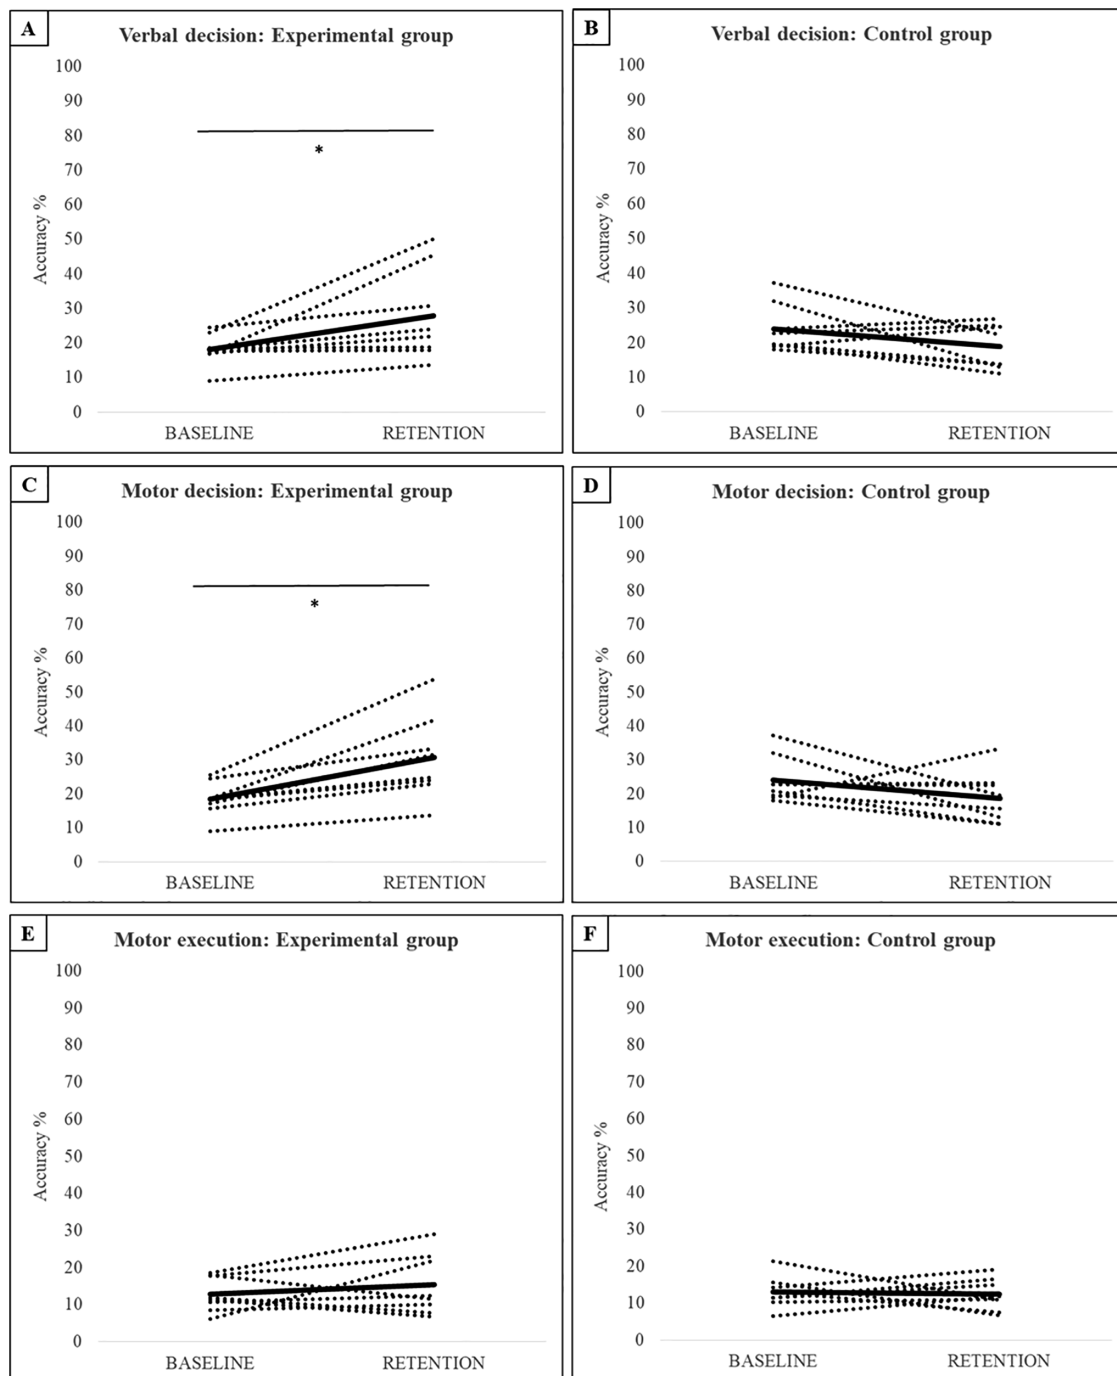 A
Verbal decision: Experimental group
100
90
80
70
60
50
40
30
20
10
0
Accuracy %
*
BASELINE
RETENTION
B
Verbal decision: Control group
100
90
80
70
60
50
40
30
20
10
0
Accuracy %
BASELINE
RETENTION
C
Motor decision: Experimental group
100
90
80
70
60
50
40
30
20
10
0
Accuracy %
*
BASELINE
RETENTION
D
Motor decision: Control group
100
90
80
70
60
50
40
30
20
10
0
Accuracy %
BASELINE
RETENTION
E
Motor execution: Experimental group
100
90
80
70
60
50
40
30
20
10
0
Accuracy %
BASELINE
RETENTION
F
Motor execution: Control group
100
90
80
70
60
50
40
30
20
10
0
Accuracy %
BASELINE
RETENTION